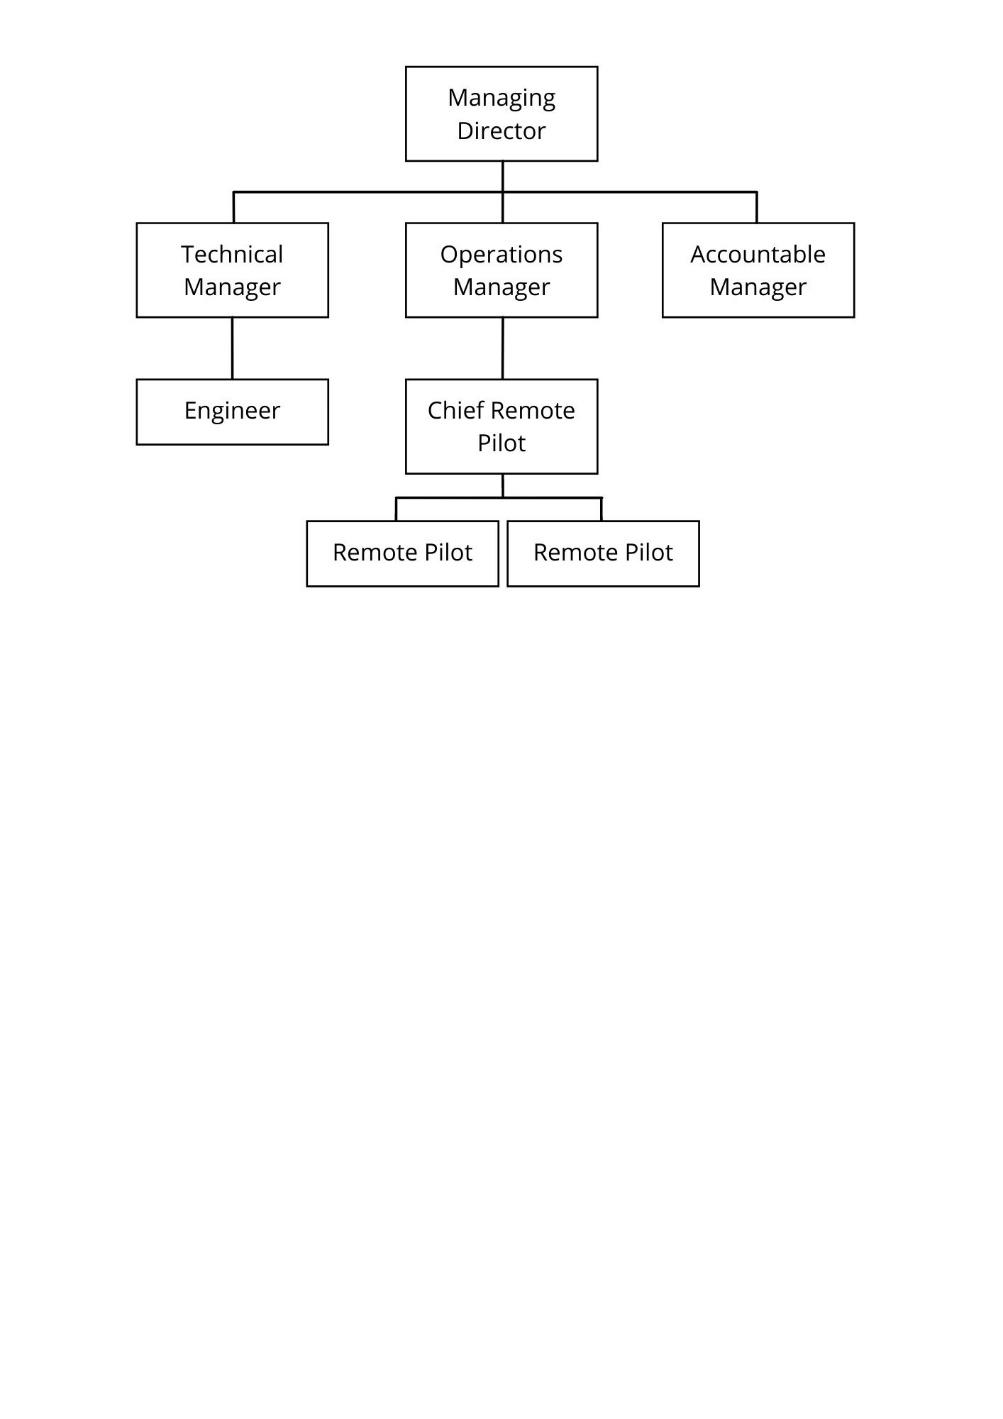 Managing
Director
Technical
Manager
Operations
Manager
Accountable
Manager
Engineer
Chief Remote
Pilot
Remote Pilot
Remote Pilot